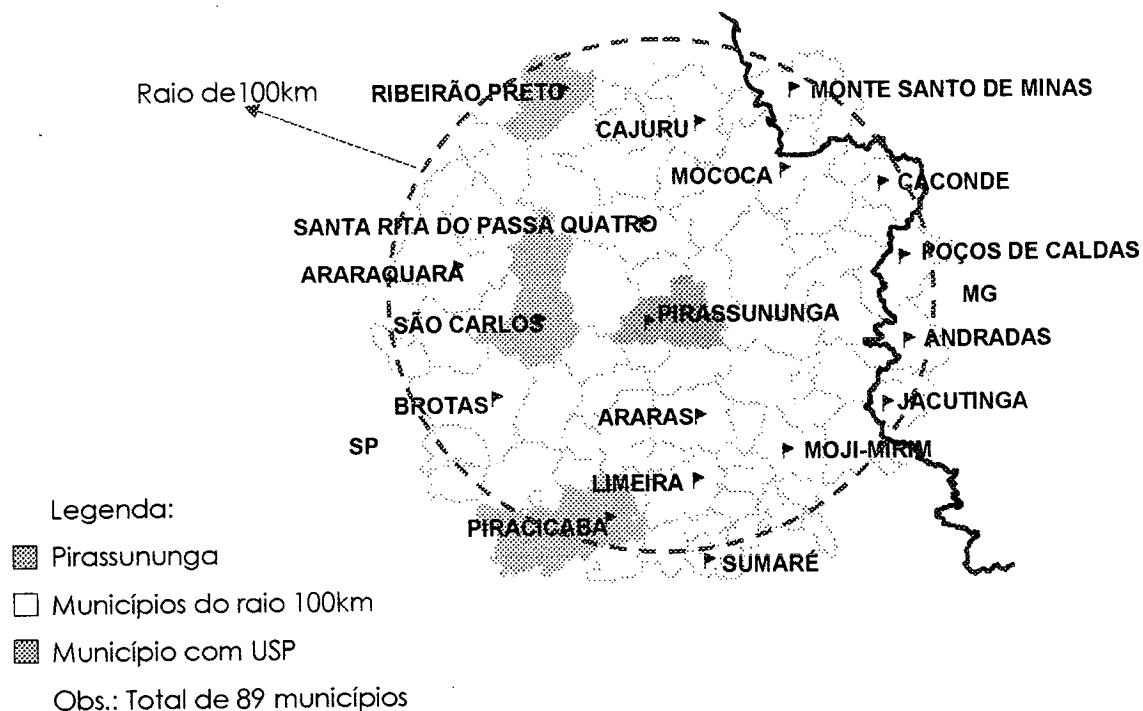 Raio de 100km
RIBEIRÃO PRETO
MONTE SANTO DE MINAS
CAJURU
MOCOCA
CACONDE
SANTA RITA DO PASSA QUATRO
POÇOS DE CALDAS
ARARAQUARA
MG
SÃO CARLOS
PIRASSUNUNGA
ANDRADAS
BROTAS
ARARAS
JACUTINGA
SP
MOJI-MIRIM
LIMEIRA
PIRACICABA
SUMARÉ
Legenda:
Pirassununga
Municípios do raio 100km
Município com USP
Obs.: Total de 89 municípios